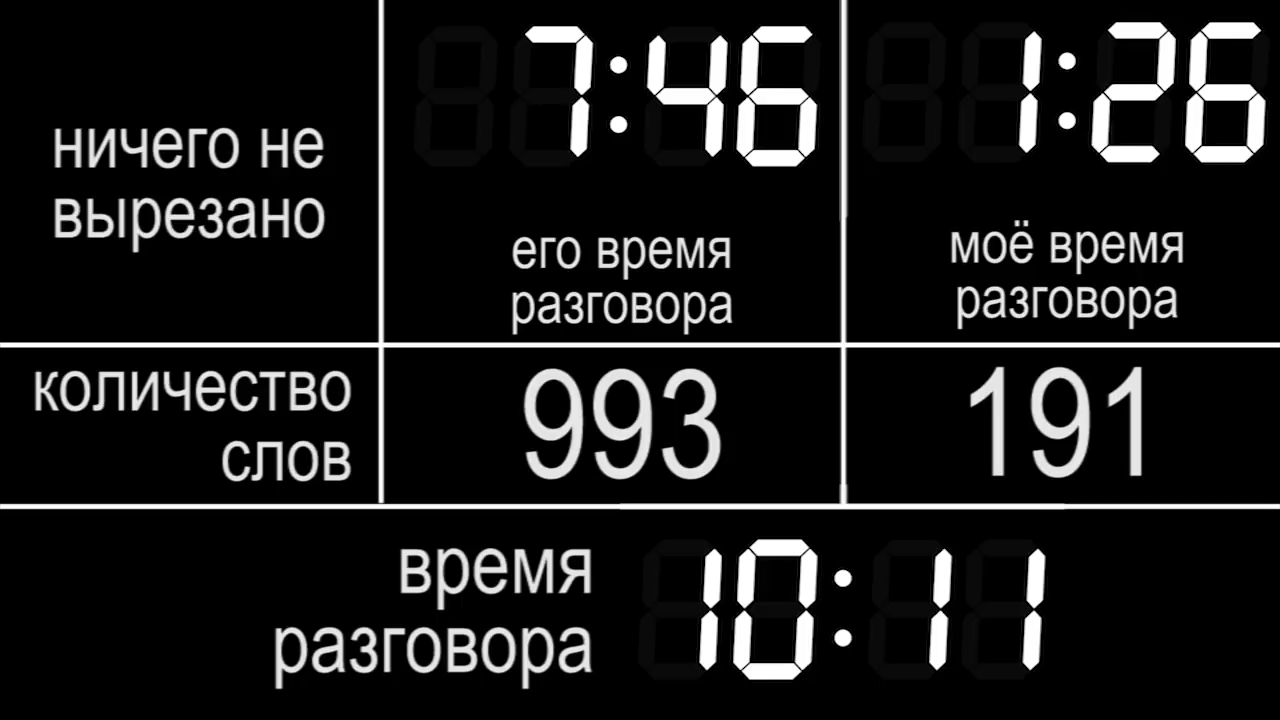 ничего не
вырезано
7:46
его время
разговора
1:26
моё время
разговора
количество
слов
993
191
время
разговора
10:11